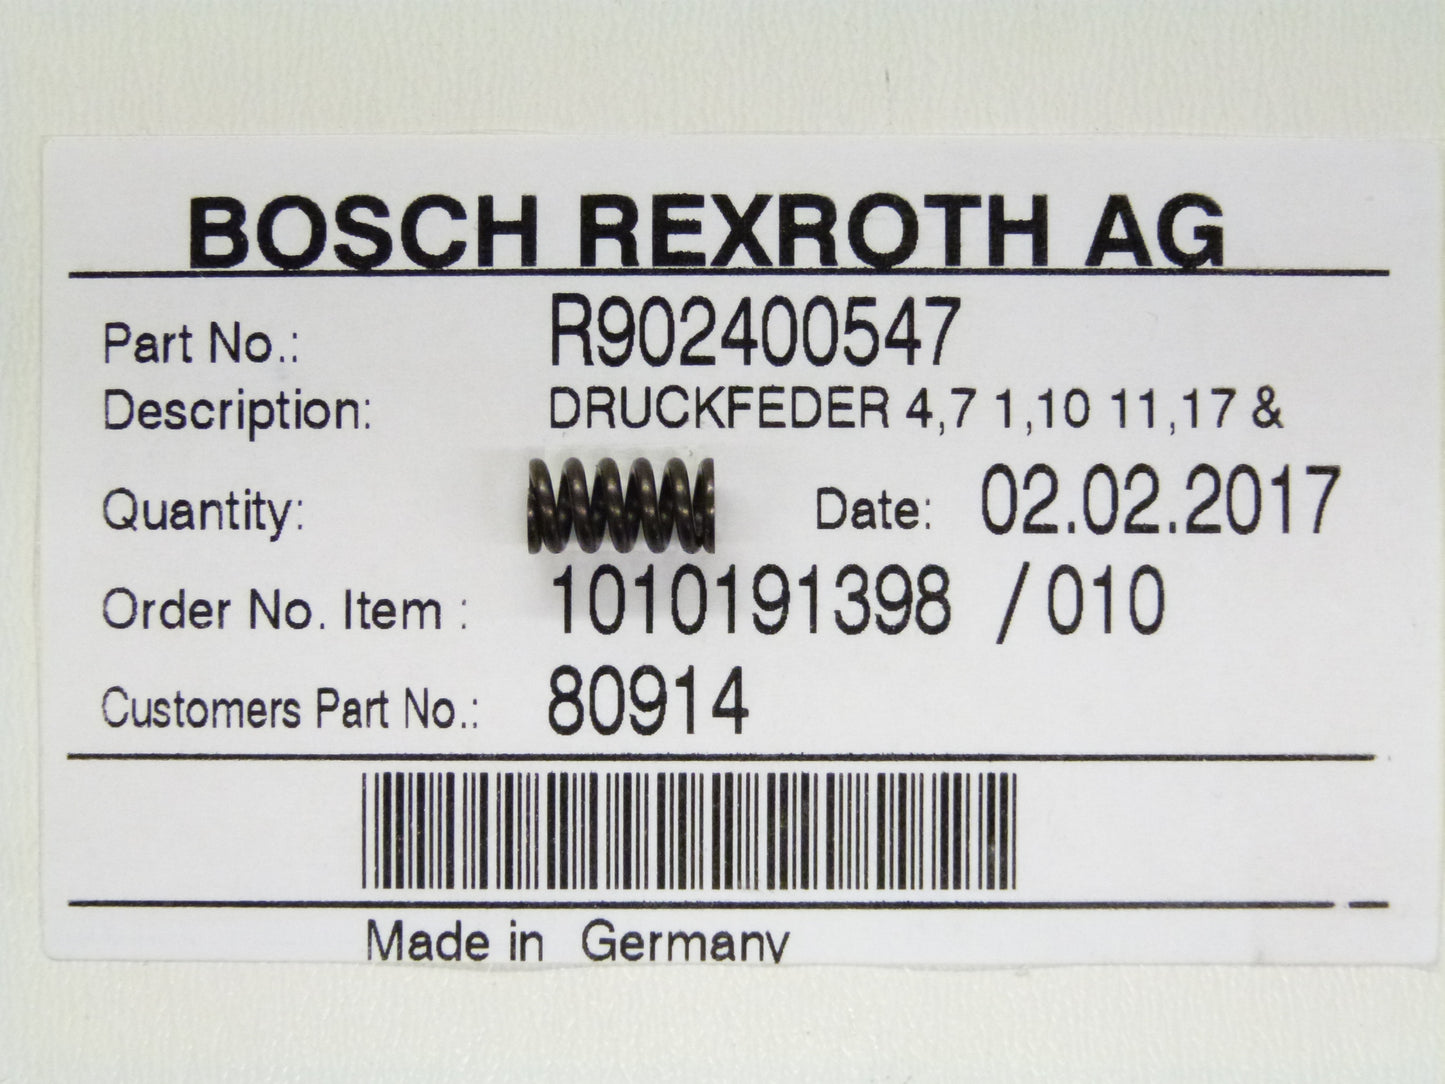 BOSCH REXROTH AG
Part No.: R902400547
Description: DRUCKFEDER 4,7 1,10 11,17 &
Quantity: Date: 02.02.2017
Order No. Item : 1010191398 / 010
Customers Part No.: 80914
Made in Germany